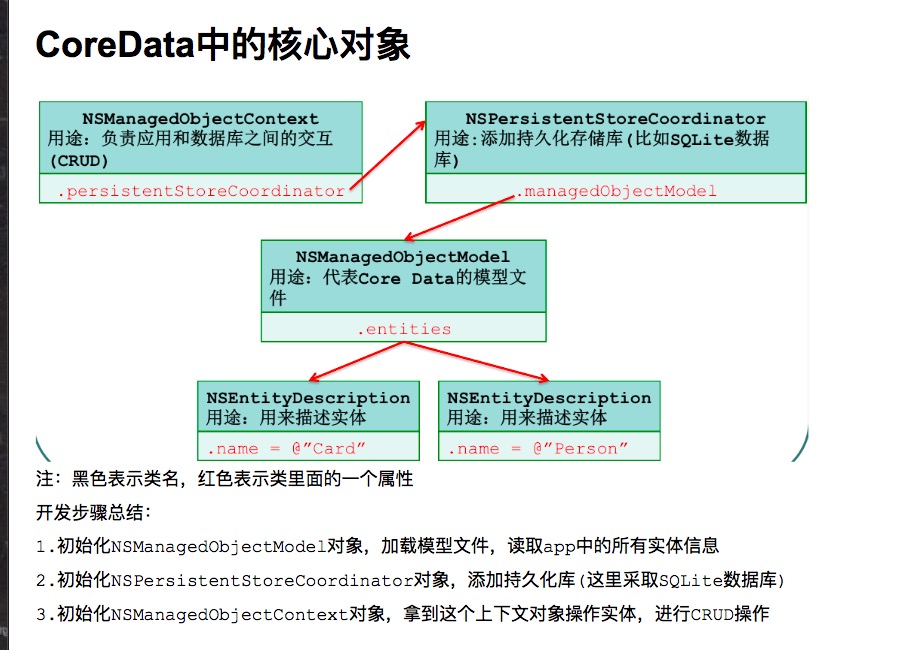 CoreData中的核心对象
NSManagedObjectContext
用途：负责应用和数据库之间的交互
(CRUD)
.persistentStoreCoordinator
NSPersistentStoreCoordinator
用途:添加持久化存储库(比如SQLite数据
库)
.managedObjectModel
NSManagedObjectModel
用途：代表Core Data的模型文
件
.entities
NSEntityDescription
用途：用来描述实体
.name = @”Card”
NSEntityDescription
用途：用来描述实体
.name = @”Person”
注：黑色表示类名，红色表示类里面的一个属性
开发步骤总结：
1.初始化NSManagedObjectModel对象，加载模型文件，读取app中的所有实体信息
2.初始化NSPersistentStoreCoordinator对象，添加持久化库(这里采取SQLite数据库)
3.初始化NSManagedObjectContext对象，拿到这个上下文对象操作实体，进行CRUD操作